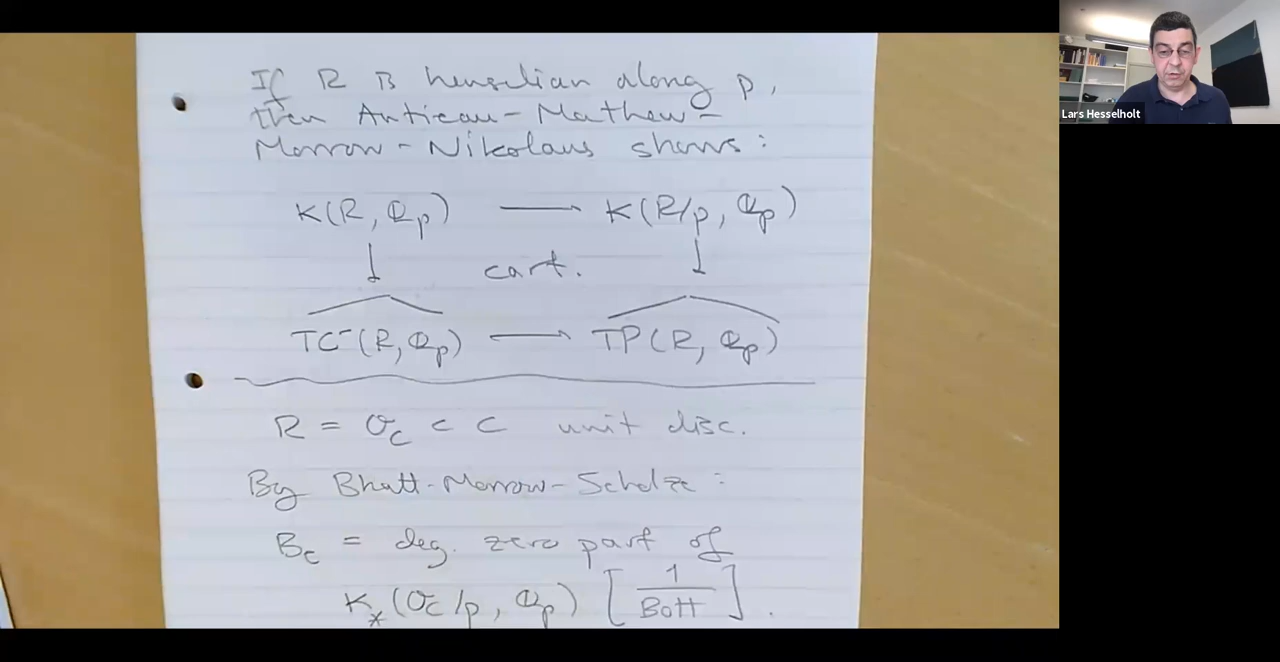 If R is henselian along p,
then Antieau-Mathew-
Morrow-Nikolaus shows:
K(R, ℚp) ⟶ K(R/p, ℚp)
↓ cart. ↓
TC⁻(R, ℚp) ⟶ TP(R, ℚp)
R = 𝒪_C ⊂ C unit disc.
By Bhatt-Morrow-Scholze:
B_C = deg. zero part of
K_*(𝒪_C/p, ℚp) [1/Bott].
Lars Hesselholt